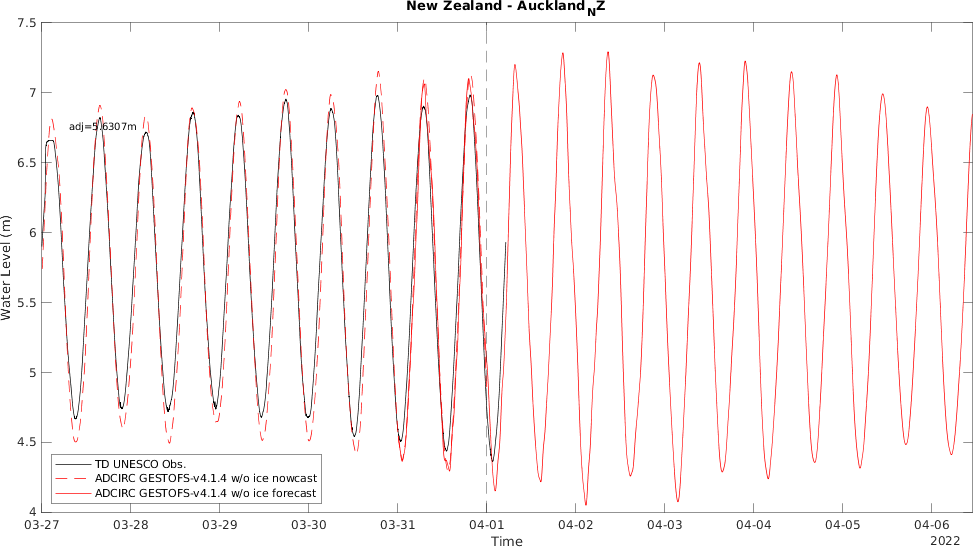 New Zealand - Auckland_NZ
7.5
7
6.5
6
5.5
5
4.5
4
Water Level (m)
adj=5.6307m
TD UNESCO Obs.
ADCIRC GESTOFS-v4.1.4 w/o ice nowcast
ADCIRC GESTOFS-v4.1.4 w/o ice forecast
03-27 03-28 03-29 03-30 03-31 04-01 04-02 04-03 04-04 04-05 04-06
Time
2022